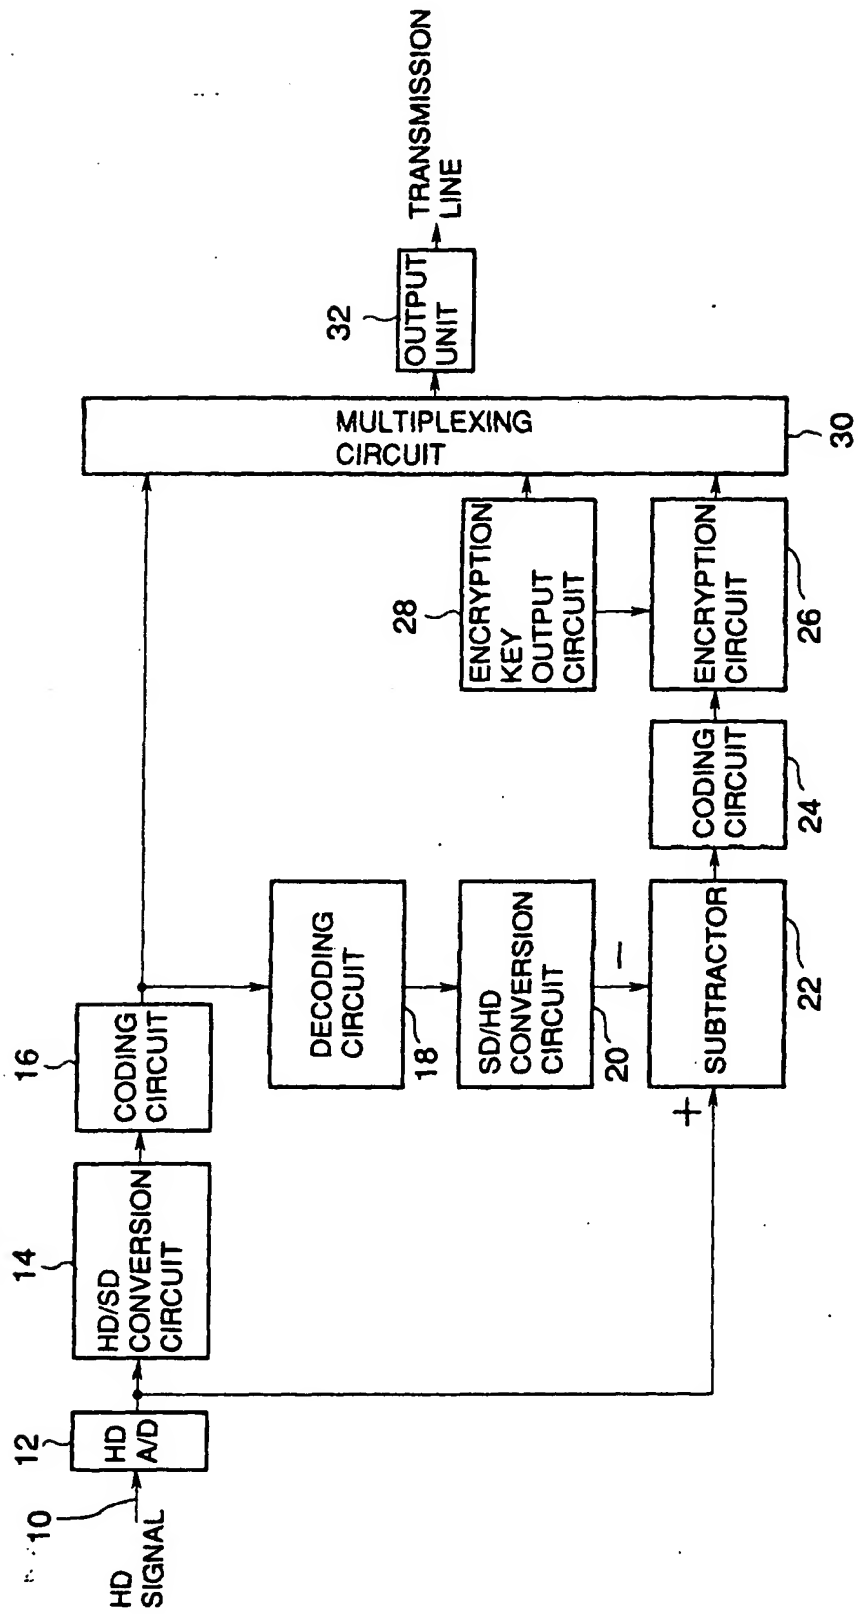 HD
SIGNAL
10
12
HD
A/D
14
HD/SD
CONVERSION
CIRCUIT
16
CODING
CIRCUIT
DECODING
CIRCUIT
18
SD/HD
CONVERSION
CIRCUIT
20
−
+
SUBTRACTOR
22
CODING
CIRCUIT
24
28
ENCRYPTION
KEY
OUTPUT
CIRCUIT
ENCRYPTION
CIRCUIT
26
MULTIPLEXING
CIRCUIT
30
32
OUTPUT
UNIT
TRANSMISSION
LINE